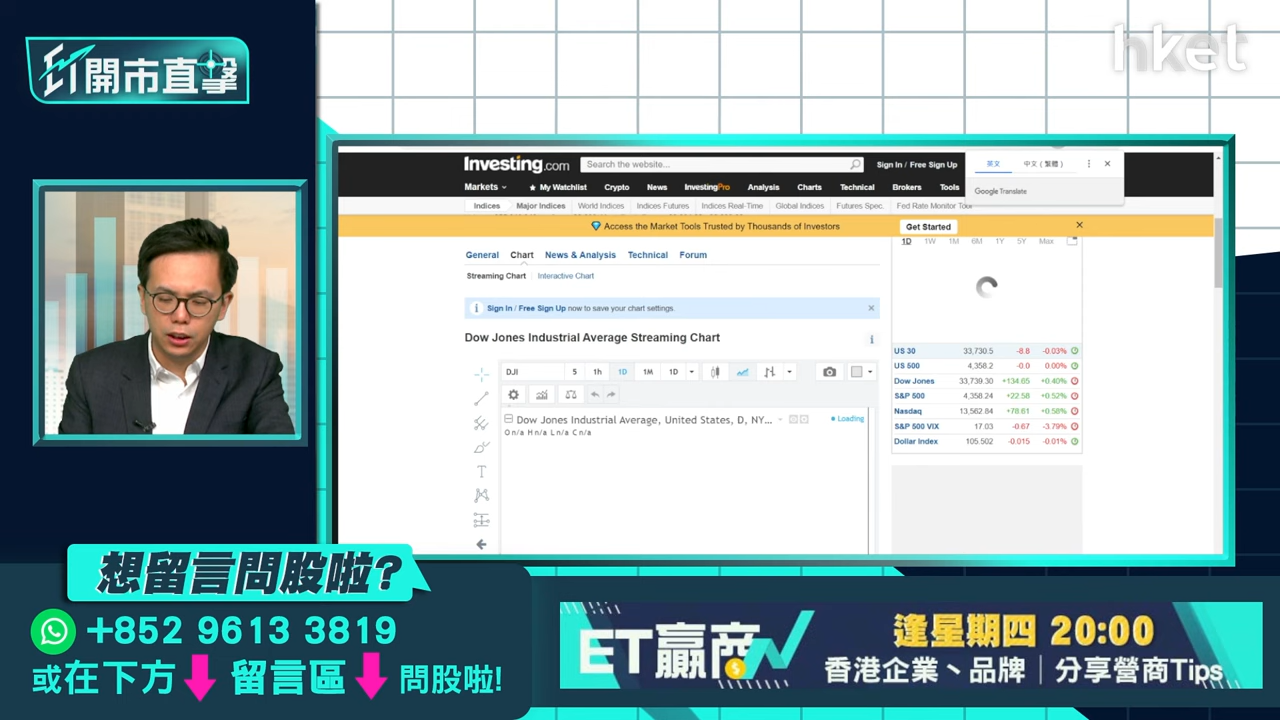 ET開市直擊
hket
Investing.com
Search the website...
Sign In / Free Sign Up
英文
中文（繁體）
Google Translate
Markets
My Watchlist
Crypto
News
InvestingPro
Analysis
Charts
Technical
Brokers
Tools
Indices
Major Indices
World Indices
Indices Futures
Indices Real-Time
Global Indices
Futures Spec.
Fed Rate Monitor Tool
Access the Market Tools Trusted by Thousands of Investors
Get Started
General
Chart
News & Analysis
Technical
Forum
Streaming Chart
Interactive Chart
Sign In / Free Sign Up now to save your chart settings.
Dow Jones Industrial Average Streaming Chart
DJI
5
1h
1D
1M
1D
Dow Jones Industrial Average, United States, D, NY...
Loading
O n/a H n/a L n/a C n/a
1D 1W 1M 6M 1Y 5Y Max
US 30 33,730.5 -8.8 -0.03%
US 500 4,358.2 -0.0 0.00%
Dow Jones 33,739.30 +134.65 +0.40%
S&P 500 4,358.24 +22.58 +0.52%
Nasdaq 13,562.84 +78.61 +0.58%
S&P 500 VIX 17.03 -0.67 -3.79%
Dollar Index 105.502 -0.015 -0.01%
想留言問股啦?
+852 9613 3819
或在下方 留言區 問股啦!
ET贏商
逢星期四 20:00
香港企業、品牌｜分享營商Tips